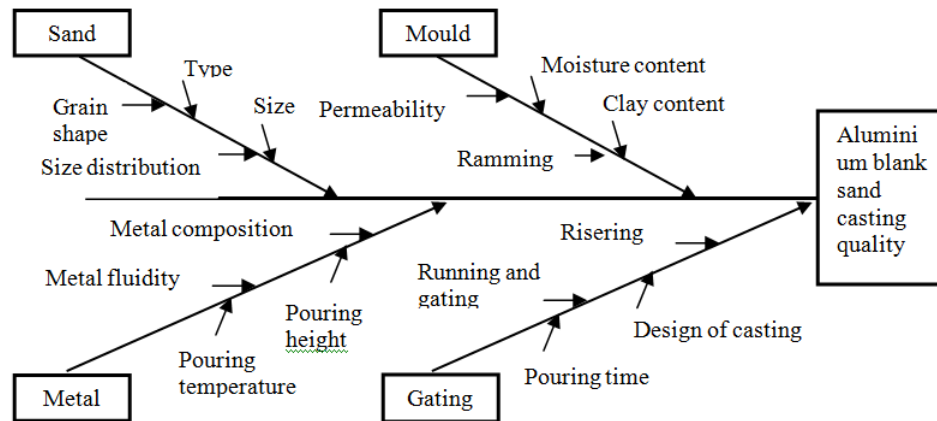 Sand
Mould
Type
Moisture content
Size
Permeability
Clay content
Grain
shape
Alumini
um blank
sand
casting
quality
Size distribution
Ramming
Metal composition
Risering
Metal fluidity
Running and
gating
Pouring
height
Design of casting
Pouring
temperature
Pouring time
Metal
Gating